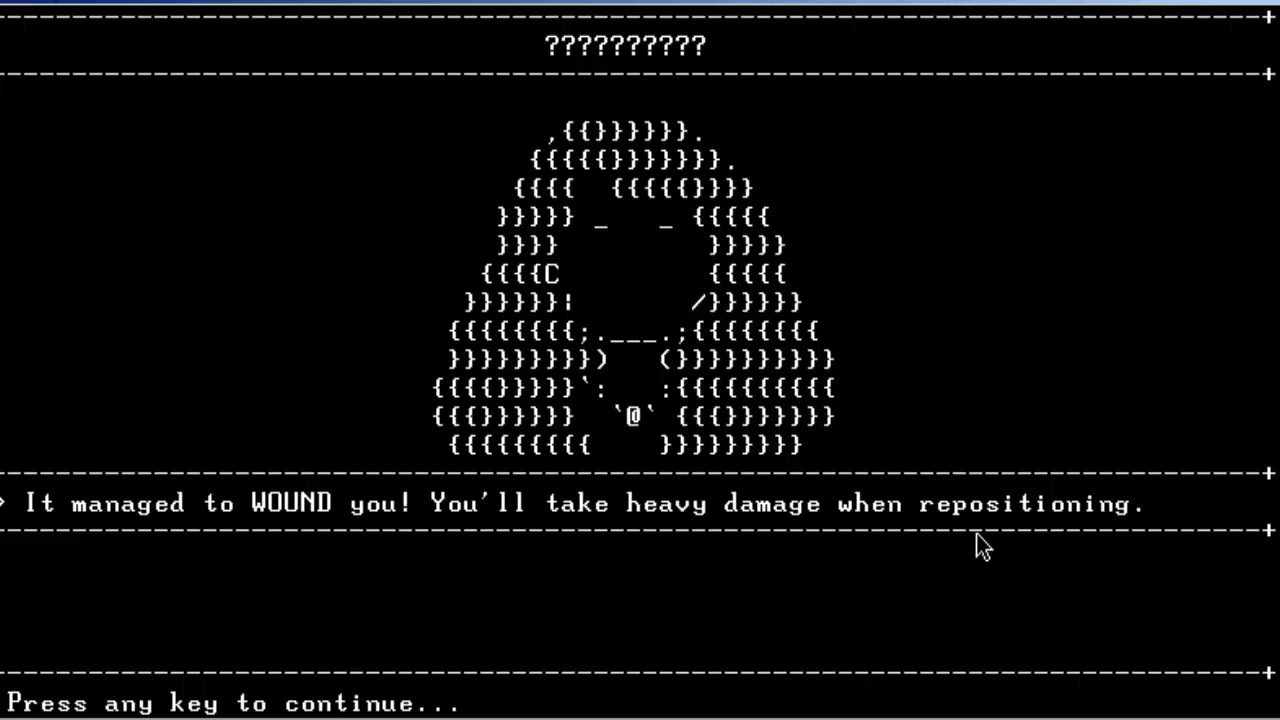 ??????????
> It managed to WOUND you! You'll take heavy damage when repositioning.
Press any key to continue...